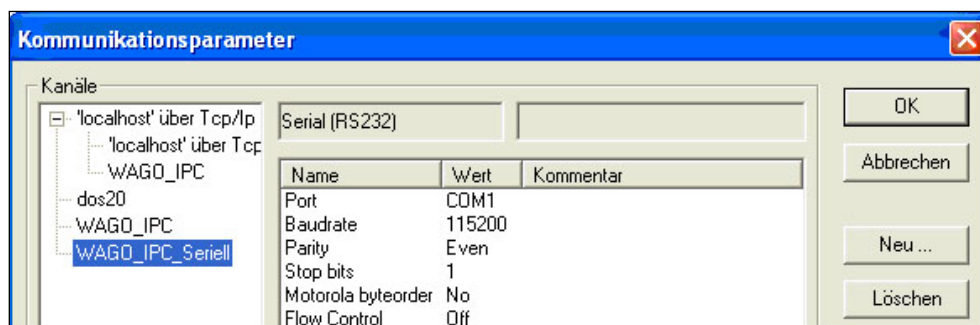 Kommunikationsparameter
Kanäle
'localhost' über Tcp/Ip
'localhost' über Tcp
WAGO_IPC
dos20
WAGO_IPC
WAGO_IPC_Seriell
Serial (RS232)
Name Wert Kommentar
Port COM1
Baudrate 115200
Parity Even
Stop bits 1
Motorola byteorder No
Flow Control Off
OK
Abbrechen
Neu ...
Löschen